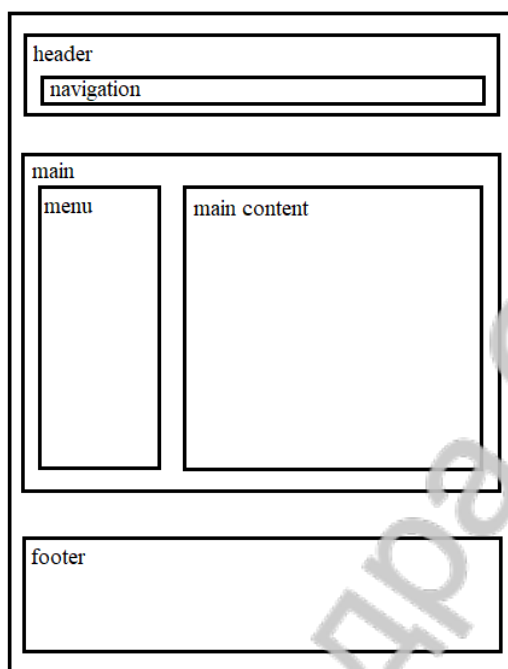 header
navigation
main
menu
main content
footer